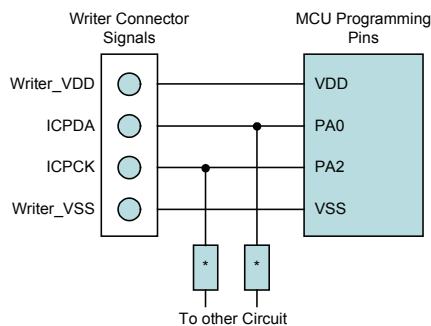 Writer Connector
Signals
MCU Programming
Pins
Writer_VDD
VDD
ICPDA
PA0
ICPCK
PA2
Writer_VSS
VSS
* *
To other Circuit